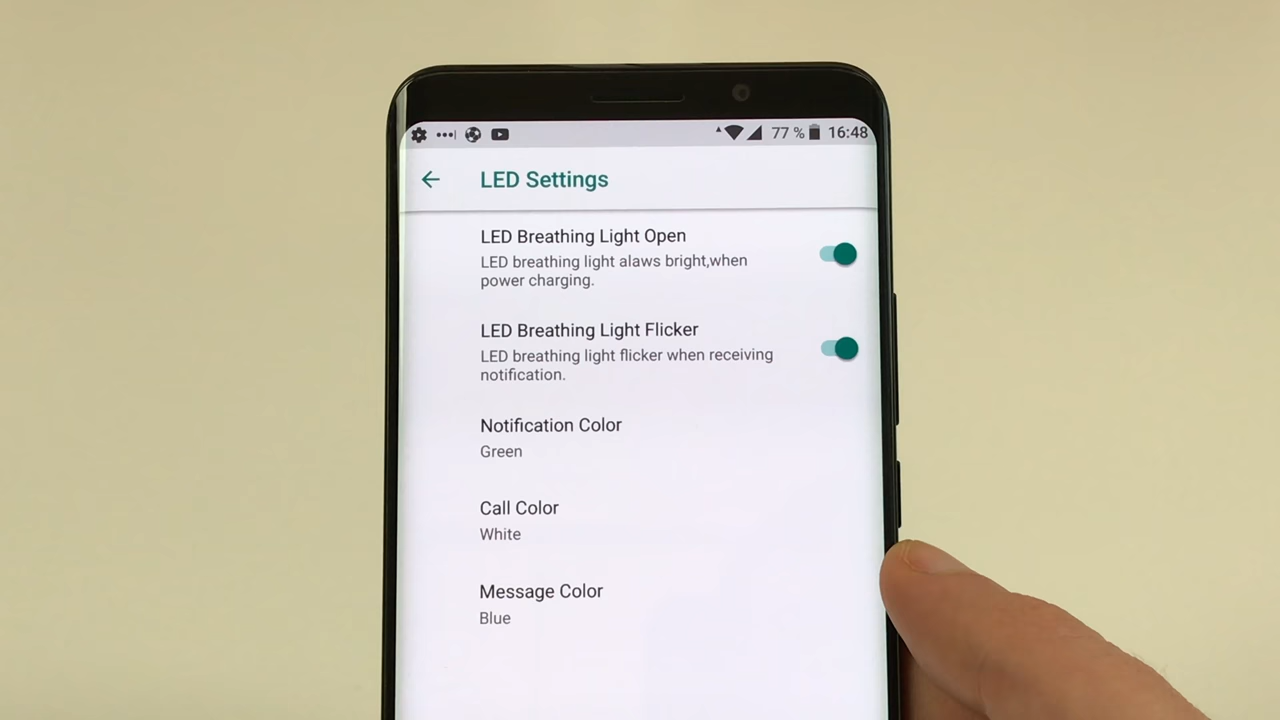 77 % 16:48
LED Settings
LED Breathing Light Open
LED breathing light alaws bright,when
power charging.
LED Breathing Light Flicker
LED breathing light flicker when receiving
notification.
Notification Color
Green
Call Color
White
Message Color
Blue